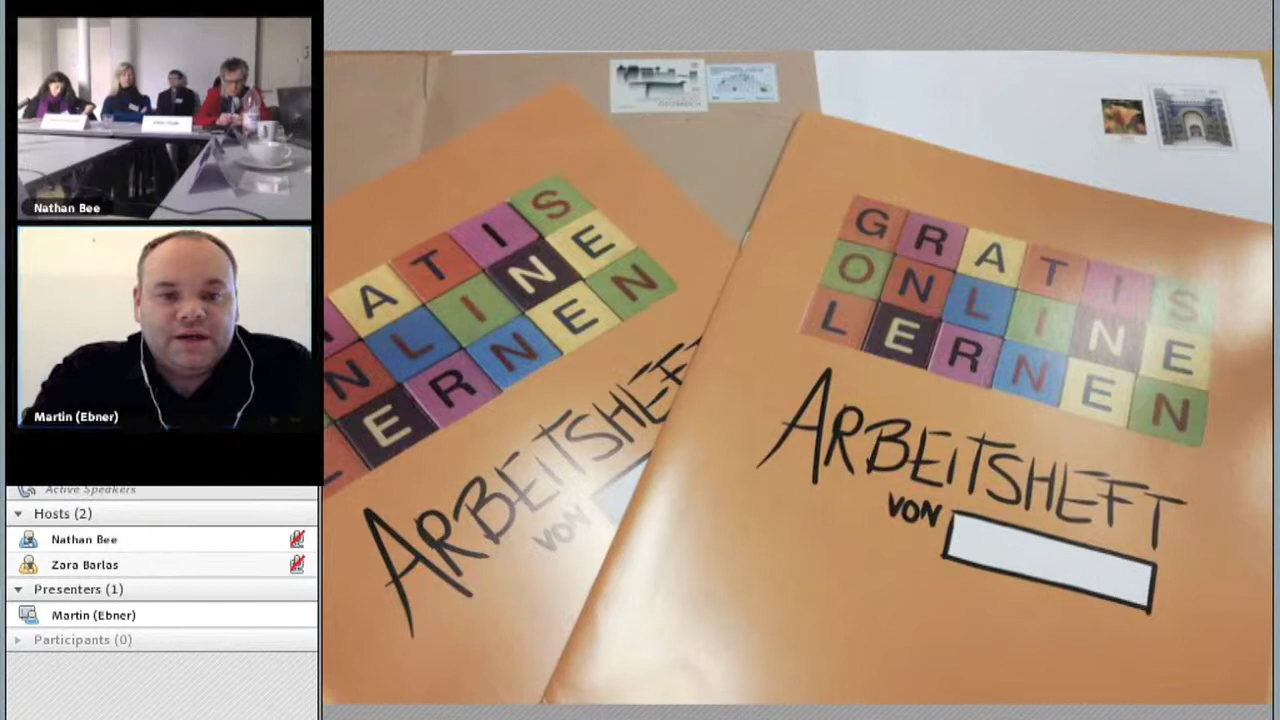 Nathan Bee
Martin (Ebner)
Active Speakers
Hosts (2)
Nathan Bee
Zara Barlas
Presenters (1)
Martin (Ebner)
Participants (0)
ATIS
NLINE
ERNEN
ARBEITSHEFT
VON
GRATIS
ONLINE
LERNEN
ARBEITSHEFT
VON